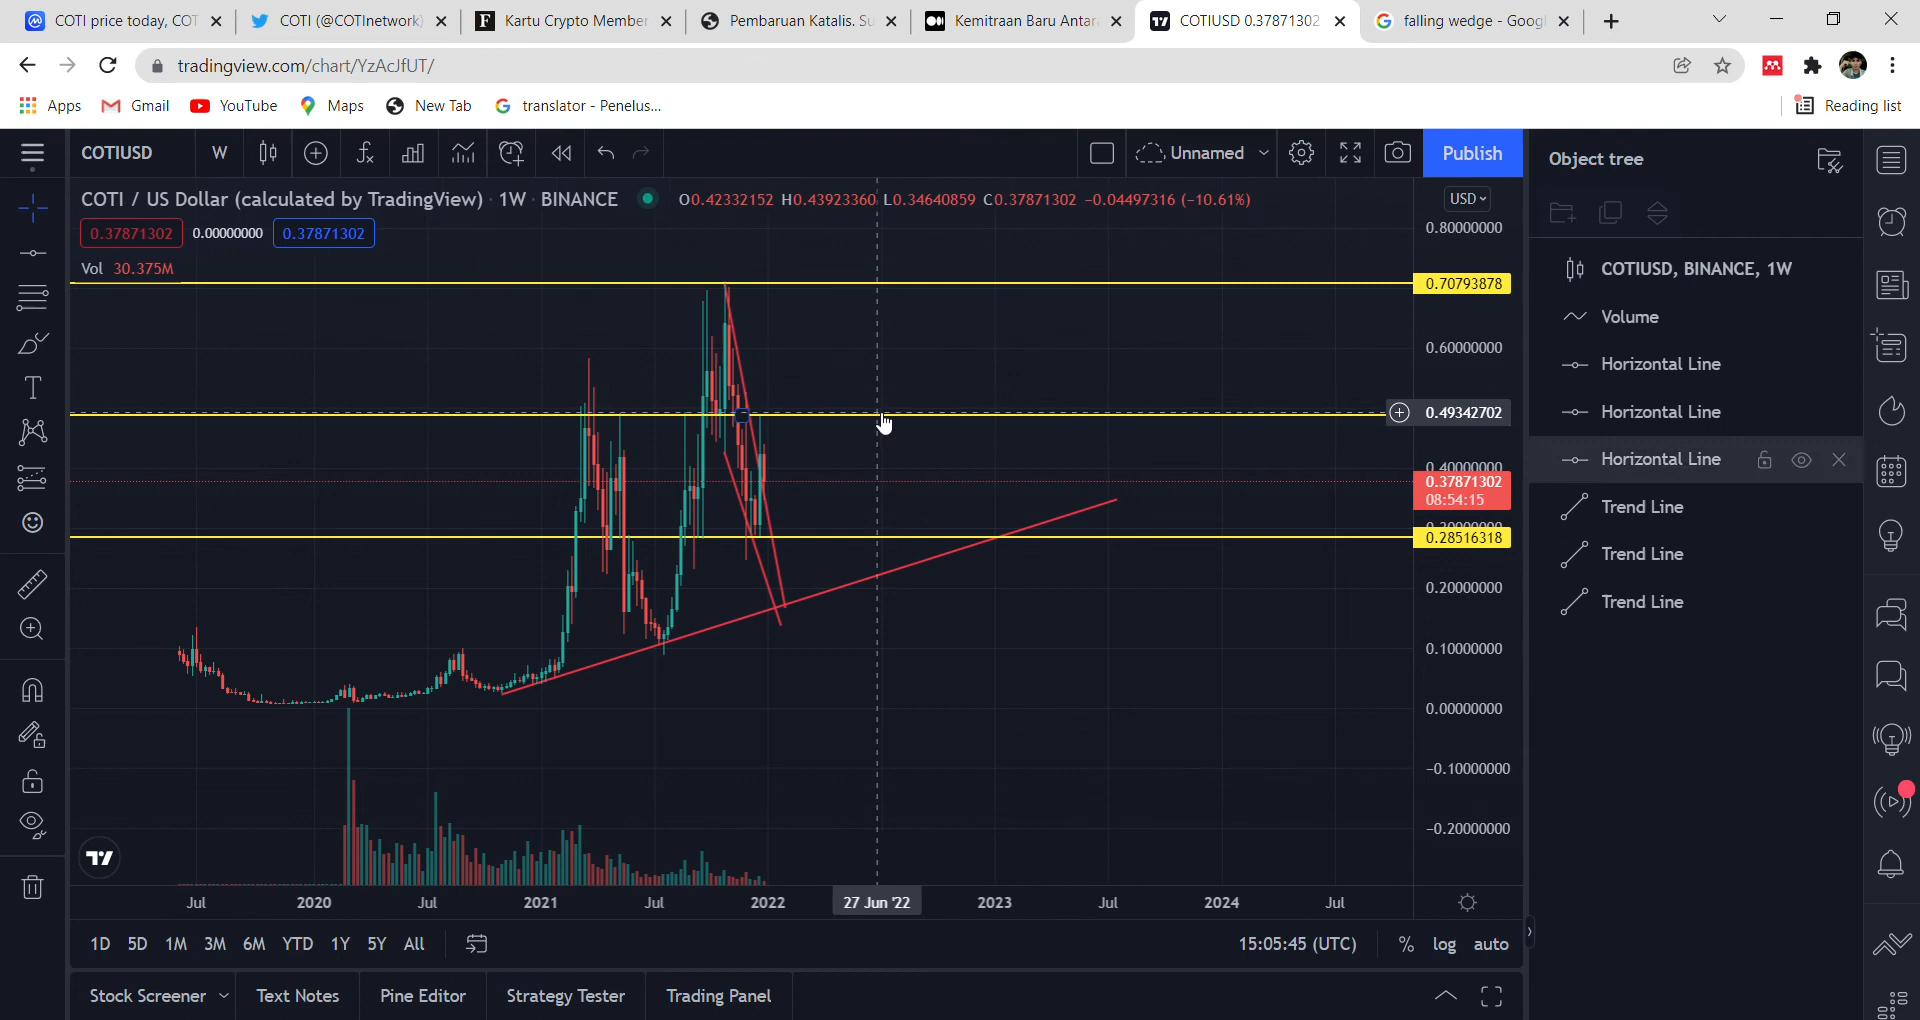 COTI price today, COT
COTI (@COTInetwork)
Kartu Crypto Member
Pembaruan Katalis. Su
Kemitraan Baru Antar
COTIUSD 0.37871302
falling wedge - Googl
tradingview.com/chart/YzAcJfUT/
Apps
Gmail
YouTube
Maps
New Tab
translator - Penelus...
Reading list
COTIUSD
W
Unnamed
Publish
Object tree
COTI / US Dollar (calculated by TradingView) · 1W · BINANCE
O0.42332152 H0.43923360 L0.34640859 C0.37871302 −0.04497316 (−10.61%)
USD
0.37871302
0.00000000
0.37871302
Vol 30.375M
0.80000000
0.70793878
0.60000000
0.49342702
0.40000000
0.37871302
08:54:15
0.30000000
0.28516318
0.20000000
0.10000000
0.00000000
−0.10000000
−0.20000000
COTIUSD, BINANCE, 1W
Volume
Horizontal Line
Horizontal Line
Horizontal Line
Trend Line
Trend Line
Trend Line
Jul
2020
Jul
2021
Jul
2022
27 Jun '22
2023
Jul
2024
Jul
1D 5D 1M 3M 6M YTD 1Y 5Y All
15:05:45 (UTC)
% log auto
Stock Screener
Text Notes
Pine Editor
Strategy Tester
Trading Panel